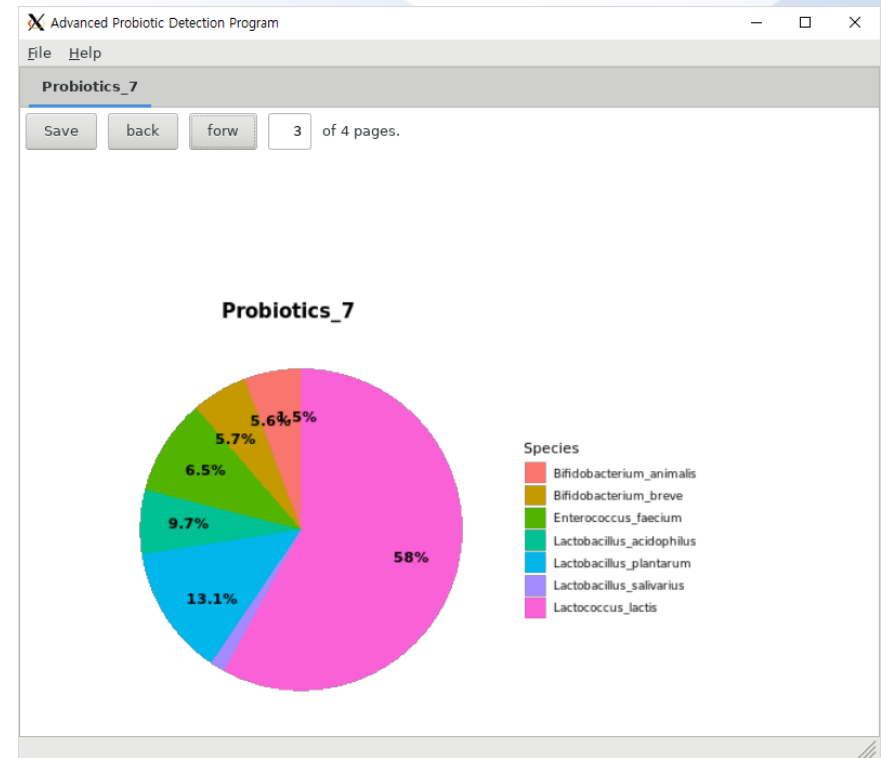 Advanced Probiotic Detection Program
File Help
Probiotics_7
Save back forw 3 of 4 pages.
Probiotics_7
5.6% 1.5%
5.7%
6.5%
9.7%
58%
13.1%
Species
Bifidobacterium_animalis
Bifidobacterium_breve
Enterococcus_faecium
Lactobacillus_acidophilus
Lactobacillus_plantarum
Lactobacillus_salivarius
Lactococcus_lactis